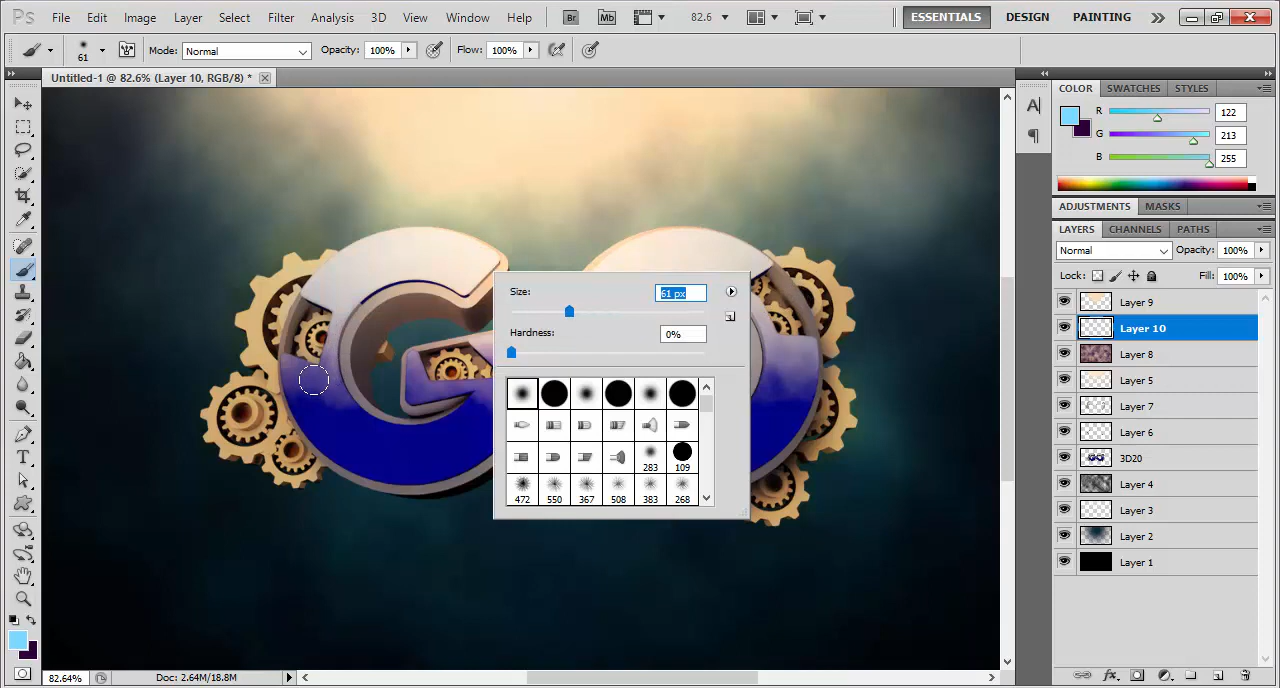 Ps File Edit Image Layer Select Filter Analysis 3D View Window Help Br Mb 82.6 ESSENTIALS DESIGN PAINTING
61 Mode: Normal Opacity: 100% Flow: 100%
Untitled-1 @ 82.6% (Layer 10, RGB/8) *
COLOR SWATCHES STYLES
R 122
G 213
B 255
ADJUSTMENTS MASKS
LAYERS CHANNELS PATHS
Normal Opacity: 100%
Lock: Fill: 100%
Layer 9
Layer 10
Layer 8
Layer 5
Layer 7
Layer 6
3D20
Layer 4
Layer 3
Layer 2
Layer 1
Size: 61 px
Hardness: 0%
283 109
472 550 367 508 383 268
82.64% Doc: 2.64M/18.8M